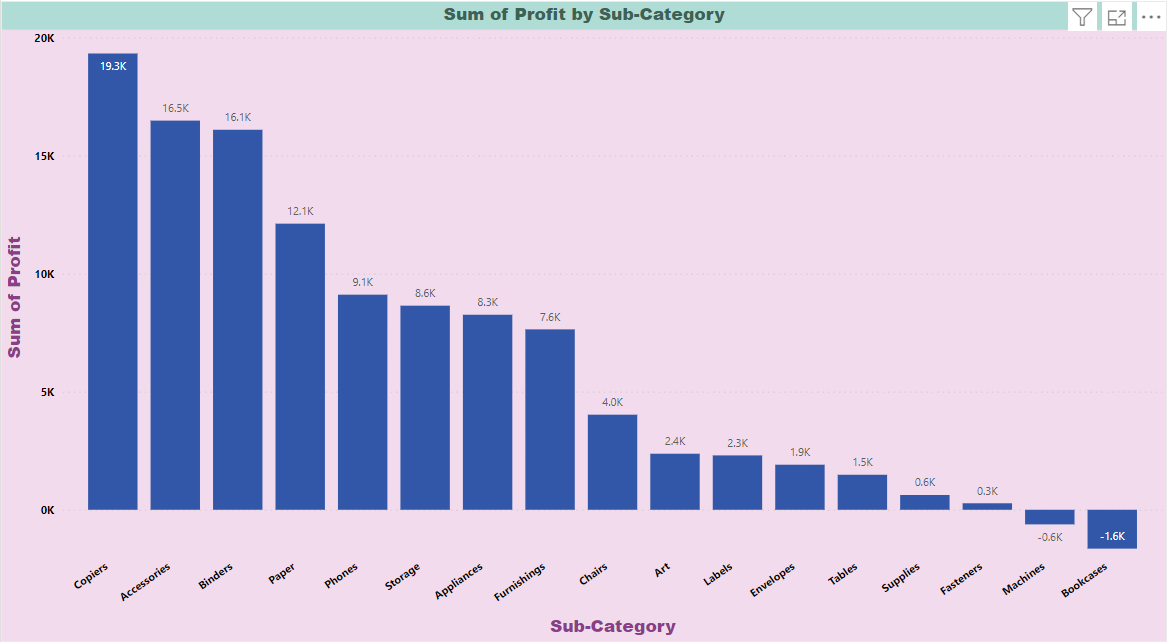 Sum of Profit by Sub-Category
Sum of Profit
20K
15K
10K
5K
0K
19.3K
16.5K
16.1K
12.1K
9.1K
8.6K
8.3K
7.6K
4.0K
2.4K
2.3K
1.9K
1.5K
0.6K
0.3K
-0.6K
-1.6K
Copiers
Accessories
Binders
Paper
Phones
Storage
Appliances
Furnishings
Chairs
Art
Labels
Envelopes
Tables
Supplies
Fasteners
Machines
Bookcases
Sub-Category